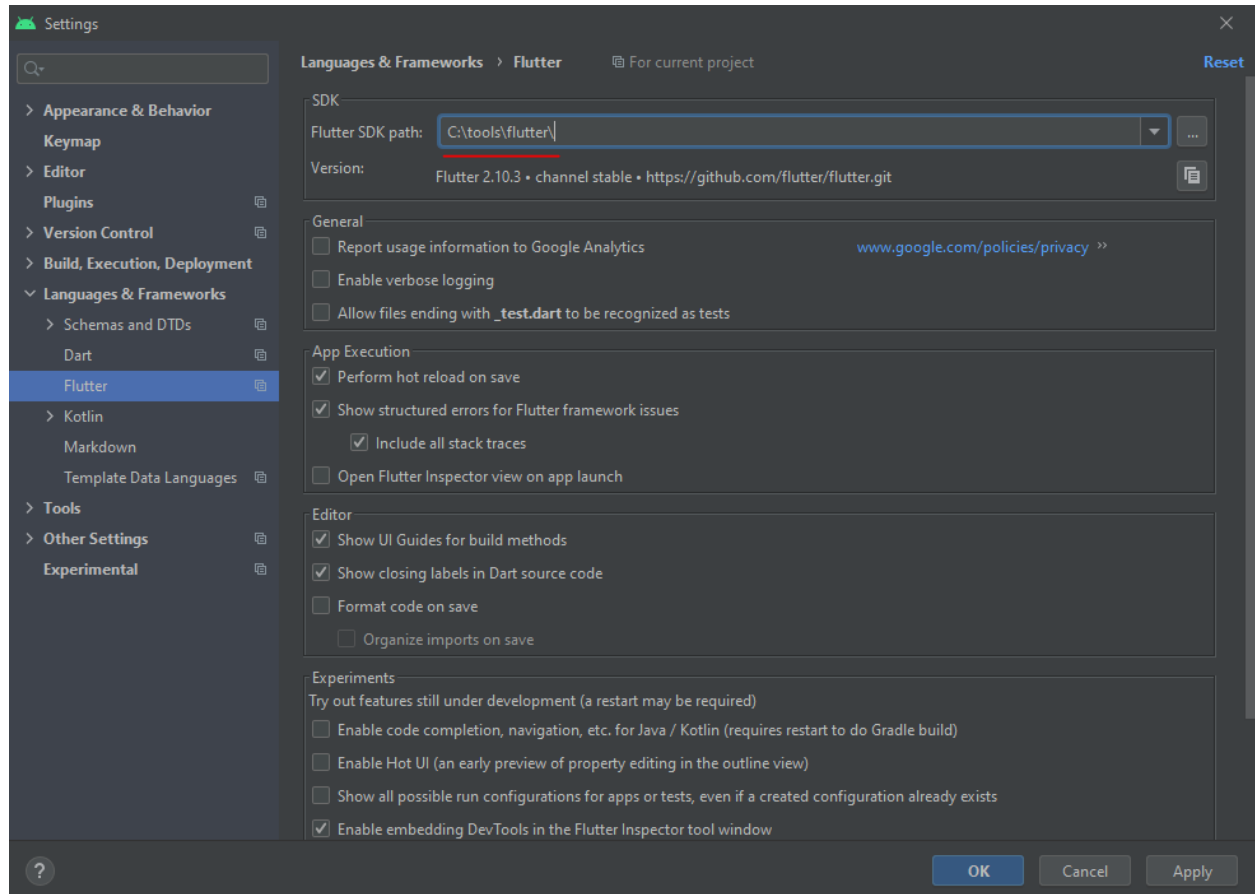 Settings
Languages & Frameworks › Flutter For current project Reset
Appearance & Behavior
Keymap
Editor
Plugins
Version Control
Build, Execution, Deployment
Languages & Frameworks
Schemas and DTDs
Dart
Flutter
Kotlin
Markdown
Template Data Languages
Tools
Other Settings
Experimental
SDK
Flutter SDK path: C:\tools\flutter\ ...
Version: Flutter 2.10.3 • channel stable • https://github.com/flutter/flutter.git
General
Report usage information to Google Analytics www.google.com/policies/privacy ››
Enable verbose logging
Allow files ending with _test.dart to be recognized as tests
App Execution
Perform hot reload on save
Show structured errors for Flutter framework issues
Include all stack traces
Open Flutter Inspector view on app launch
Editor
Show UI Guides for build methods
Show closing labels in Dart source code
Format code on save
Organize imports on save
Experiments
Try out features still under development (a restart may be required)
Enable code completion, navigation, etc. for Java / Kotlin (requires restart to do Gradle build)
Enable Hot UI (an early preview of property editing in the outline view)
Show all possible run configurations for apps or tests, even if a created configuration already exists
Enable embedding DevTools in the Flutter Inspector tool window
? OK Cancel Apply